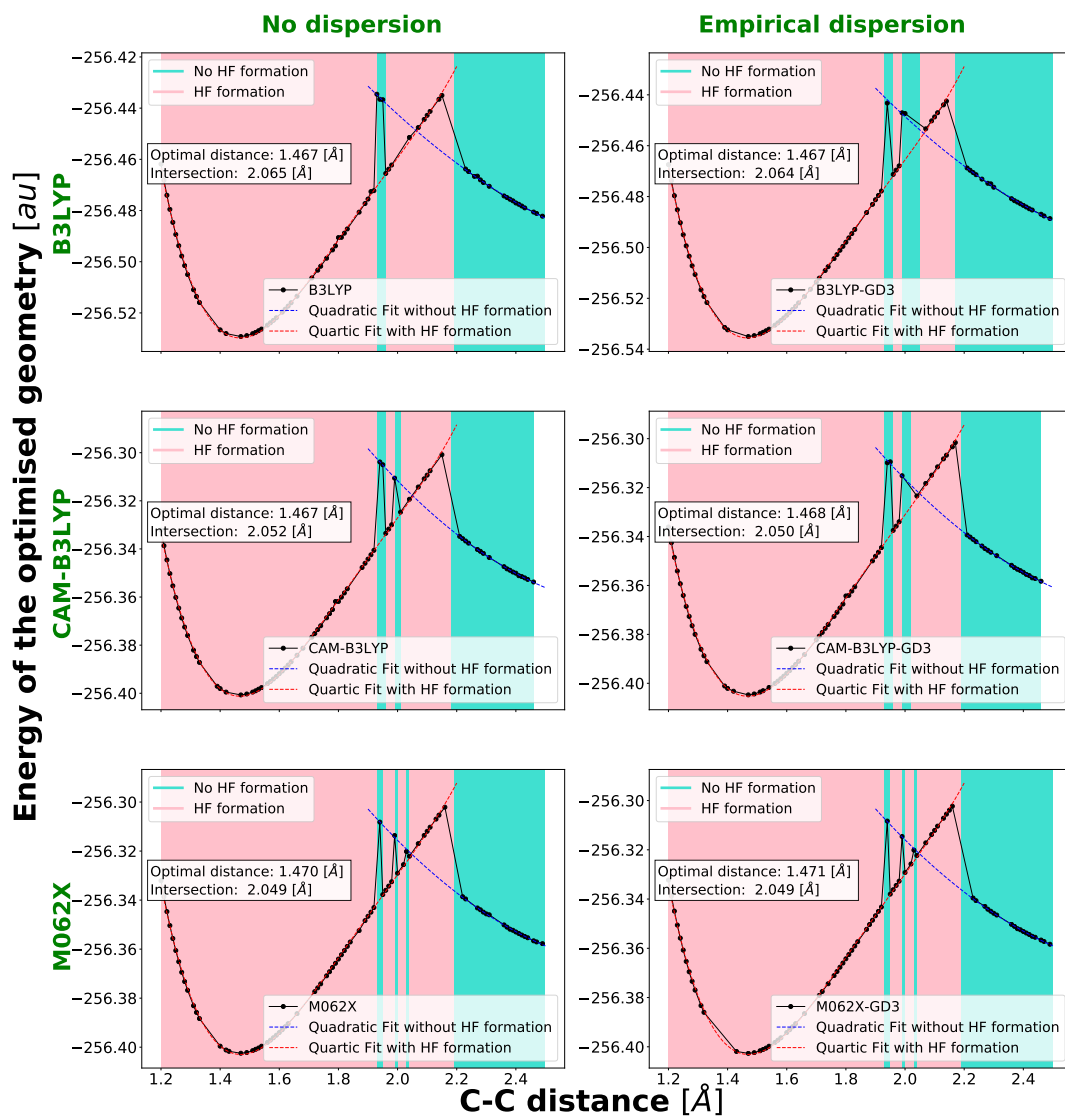 No dispersion
Empirical dispersion
Energy of the optimised geometry [au]
B3LYP
−256.42
−256.44
−256.46
−256.48
−256.50
−256.52
No HF formation
HF formation
Optimal distance: 1.467 [Å]
Intersection: 2.065 [Å]
B3LYP
Quadratic Fit without HF formation
Quartic Fit with HF formation
−256.44
−256.46
−256.48
−256.50
−256.52
−256.54
No HF formation
HF formation
Optimal distance: 1.467 [Å]
Intersection: 2.064 [Å]
B3LYP-GD3
Quadratic Fit without HF formation
Quartic Fit with HF formation
CAM-B3LYP
−256.30
−256.32
−256.34
−256.36
−256.38
−256.40
No HF formation
HF formation
Optimal distance: 1.467 [Å]
Intersection: 2.052 [Å]
CAM-B3LYP
Quadratic Fit without HF formation
Quartic Fit with HF formation
−256.30
−256.32
−256.34
−256.36
−256.38
−256.40
No HF formation
HF formation
Optimal distance: 1.468 [Å]
Intersection: 2.050 [Å]
CAM-B3LYP-GD3
Quadratic Fit without HF formation
Quartic Fit with HF formation
M062X
−256.30
−256.32
−256.34
−256.36
−256.38
−256.40
No HF formation
HF formation
Optimal distance: 1.470 [Å]
Intersection: 2.049 [Å]
M062X
Quadratic Fit without HF formation
Quartic Fit with HF formation
1.2 1.4 1.6 1.8 2.0 2.2 2.4
−256.30
−256.32
−256.34
−256.36
−256.38
−256.40
No HF formation
HF formation
Optimal distance: 1.471 [Å]
Intersection: 2.049 [Å]
M062X-GD3
Quadratic Fit without HF formation
Quartic Fit with HF formation
1.2 1.4 1.6 1.8 2.0 2.2 2.4
C-C distance [Å]